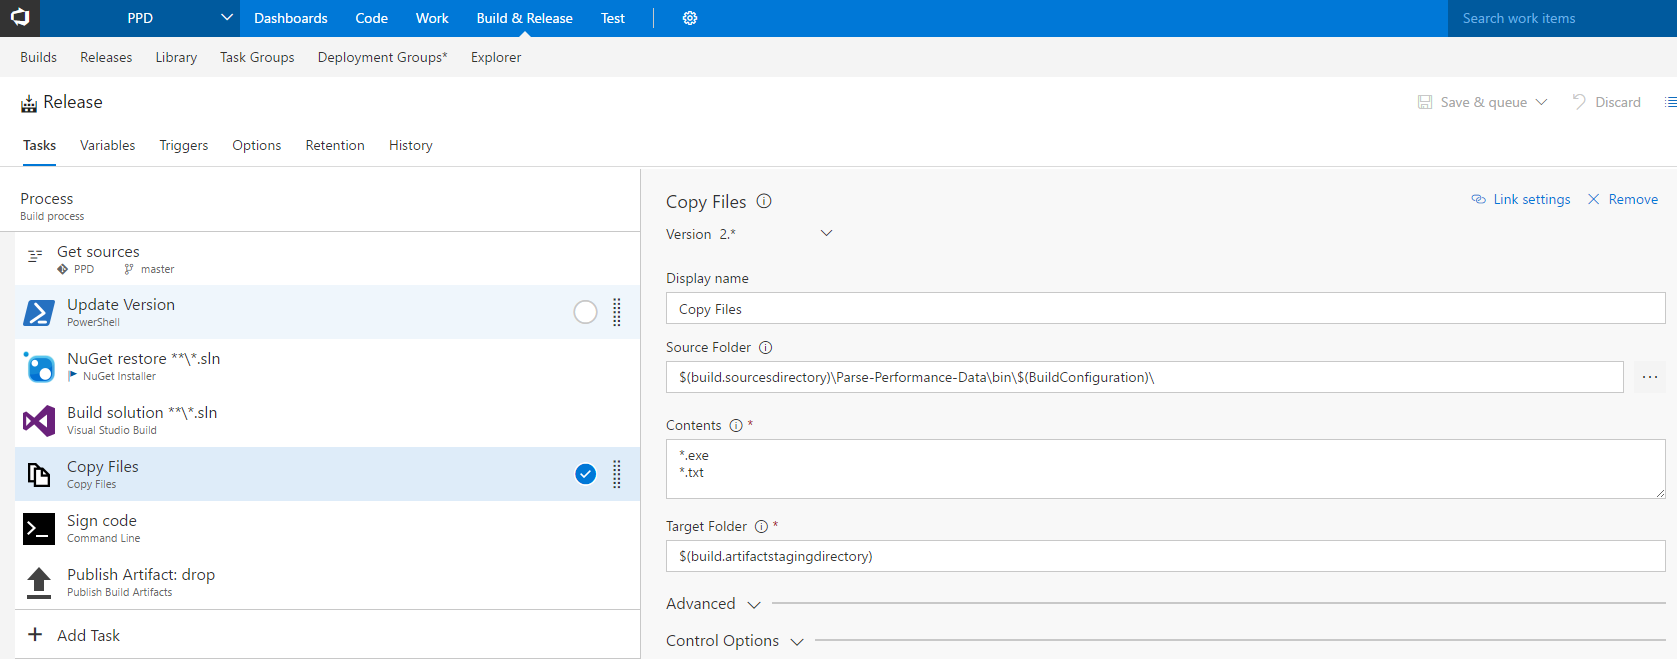 PPD Dashboards Code Work Build & Release Test Search work items
Builds Releases Library Task Groups Deployment Groups* Explorer
Release
Save & queue Discard
Tasks Variables Triggers Options Retention History
Process
Build process
Get sources
PPD master
Update Version
PowerShell
NuGet restore **\*.sln
NuGet Installer
Build solution **\*.sln
Visual Studio Build
Copy Files
Copy Files
Sign code
Command Line
Publish Artifact: drop
Publish Build Artifacts
+ Add Task
Copy Files
Link settings Remove
Version 2.*
Display name
Copy Files
Source Folder
$(build.sourcesdirectory)\Parse-Performance-Data\bin\$(BuildConfiguration)\
...
Contents *
*.exe
*.txt
Target Folder *
$(build.artifactstagingdirectory)
Advanced
Control Options